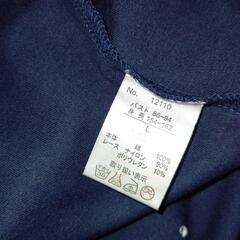 No. 12110
バスト 86-94
身長 154-162
L
本体 綿 100%
レース ナイロン 90%
ポリウレタン 10%
取り扱い表示